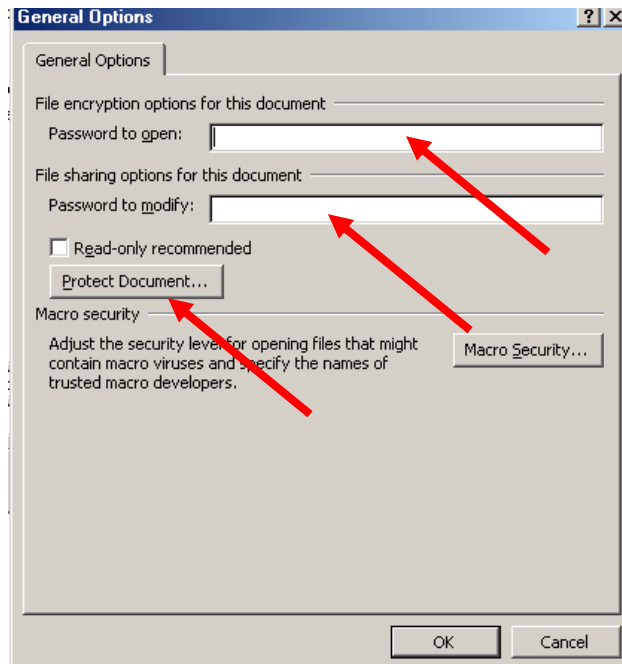 General Options
General Options
File encryption options for this document
Password to open:
File sharing options for this document
Password to modify:
Read-only recommended
Protect Document...
Macro security
Adjust the security level for opening files that might
contain macro viruses and specify the names of
trusted macro developers.
Macro Security...
OK
Cancel